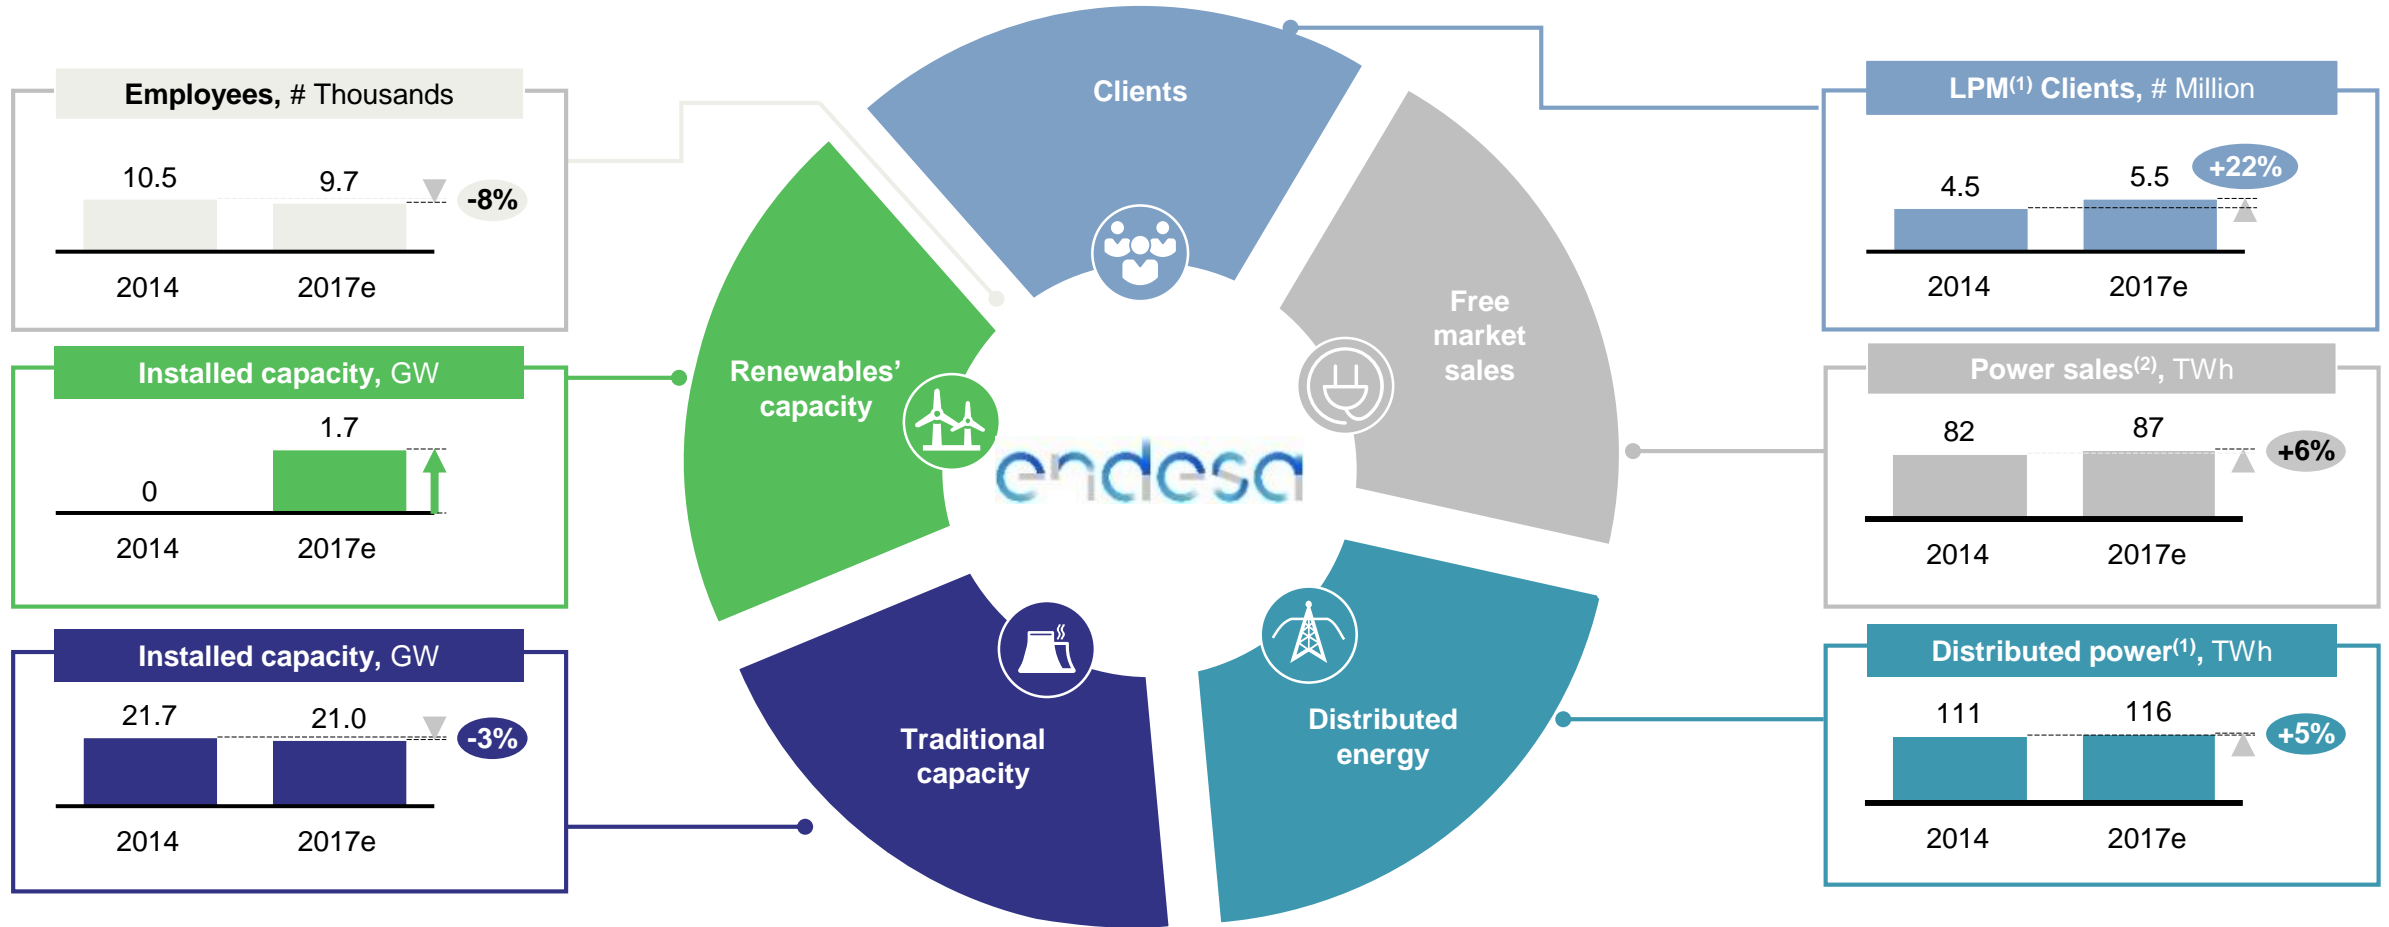 Employees, # Thousands
10.5
9.7
-8%
2014
2017e
Installed capacity, GW
0
1.7
2014
2017e
Installed capacity, GW
21.7
21.0
-3%
2014
2017e
Clients
Free
market
sales
Renewables’
capacity
endesa
Traditional
capacity
Distributed
energy
LPM(1) Clients, # Million
4.5
5.5
+22%
2014
2017e
Power sales(2), TWh
82
87
+6%
2014
2017e
Distributed power(1), TWh
111
116
+5%
2014
2017e